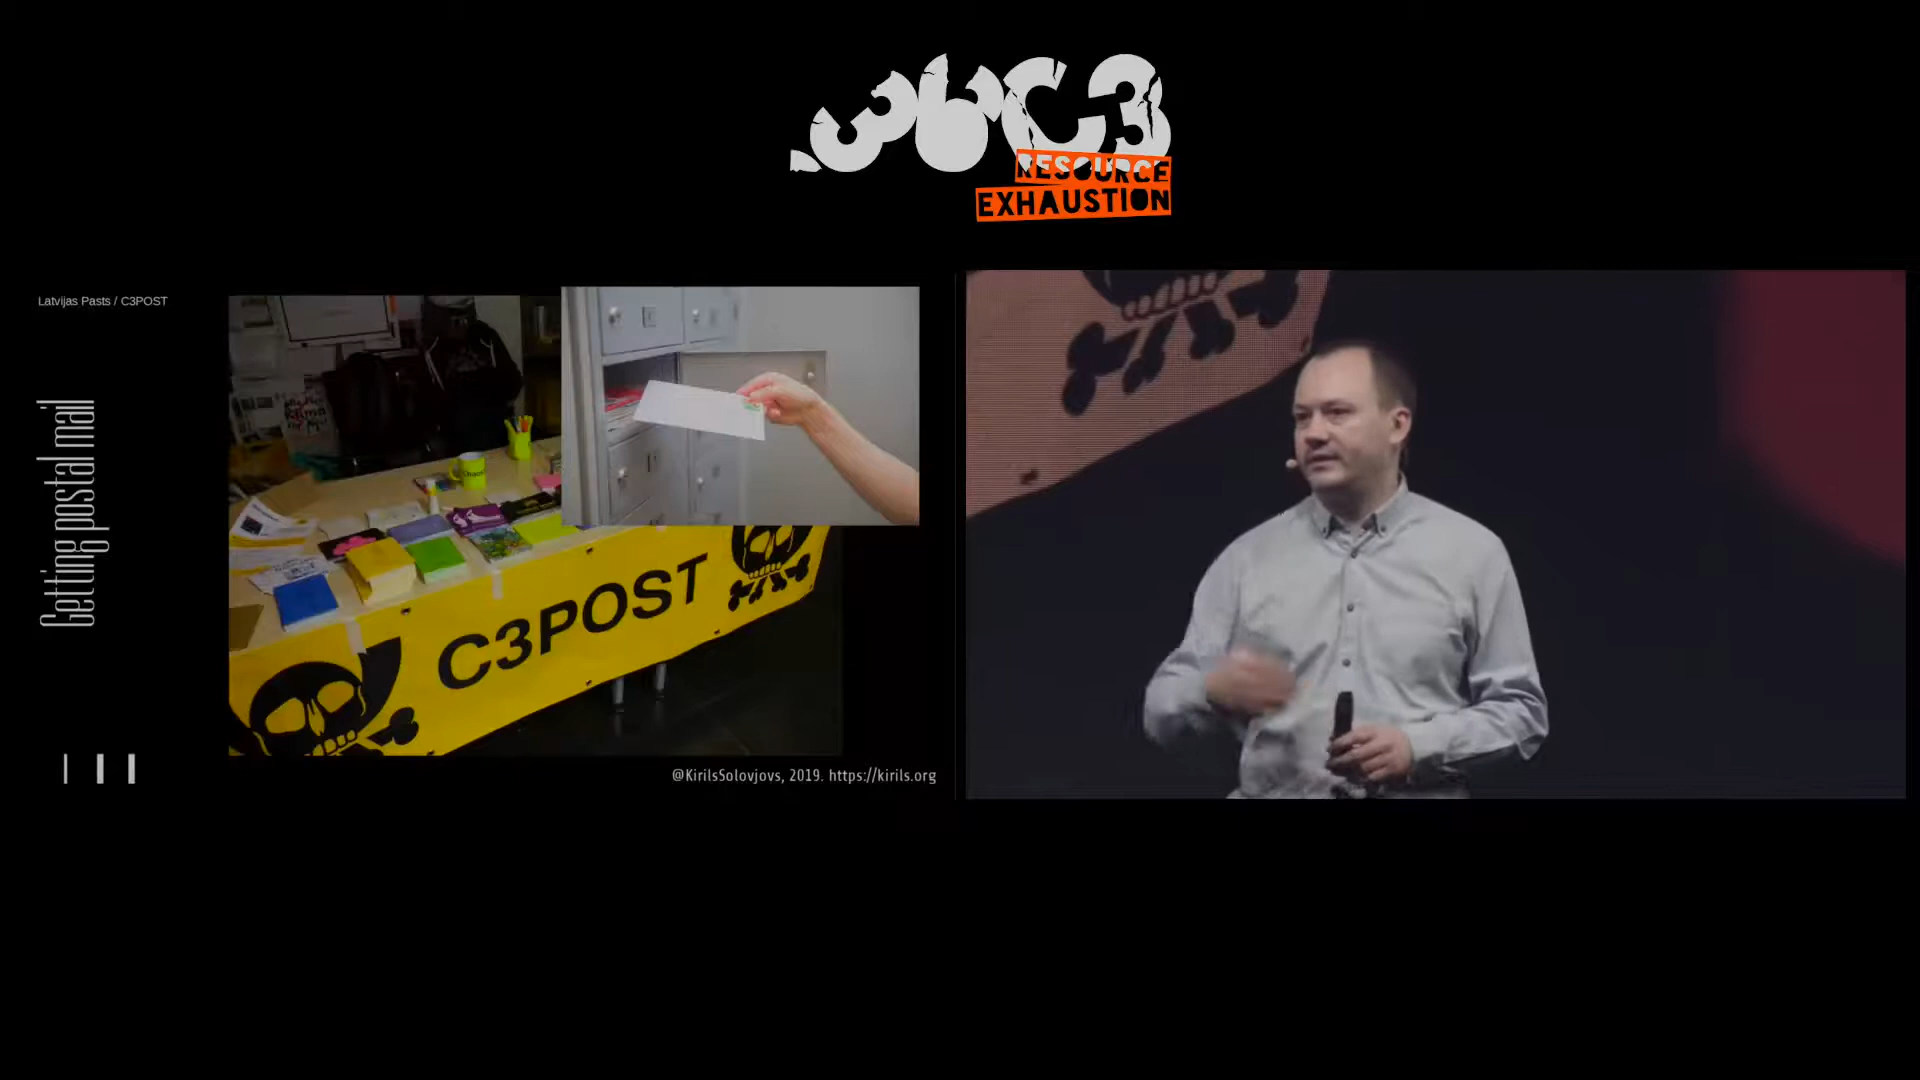 36C3
RESOURCE
EXHAUSTION
Latvijas Pasts / C3POST
Getting postal mail
C3POST
@KirilsSolovjovs, 2019. https://kirils.org